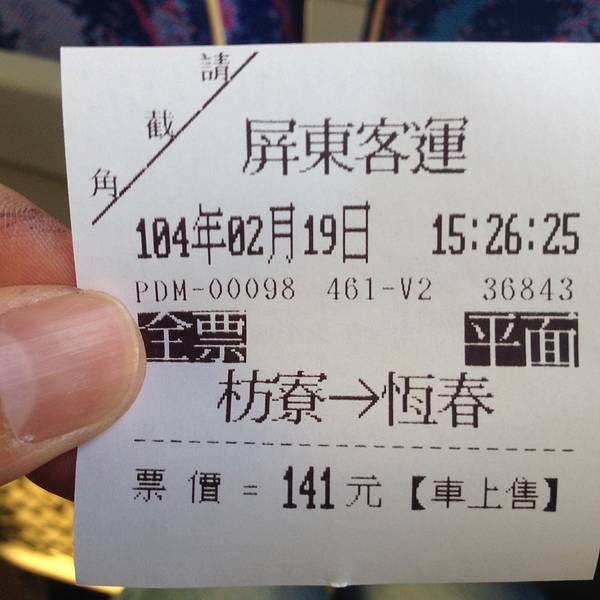 請截角
屏東客運
104年02月19日 15:26:25
PDM-00098 461-V2 36843
全票 平面
枋寮→恆春
票價 = 141元【車上售】